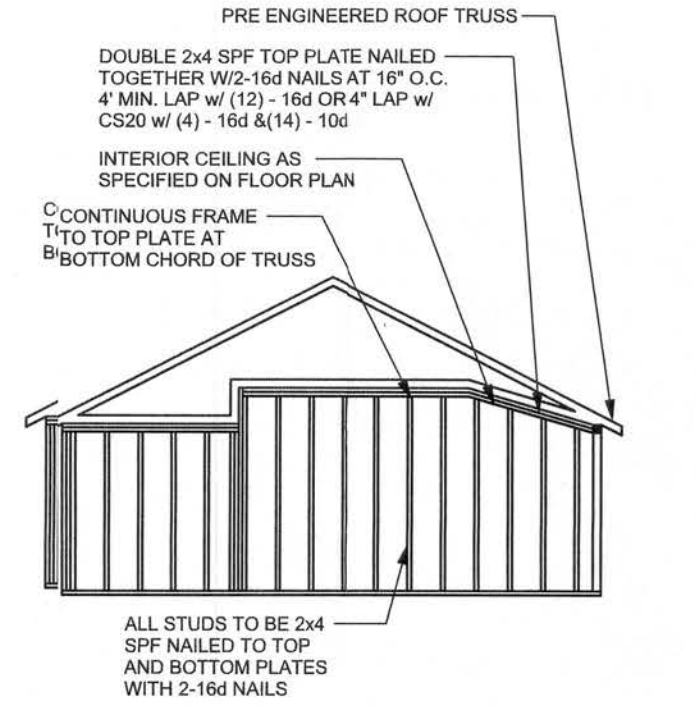 PRE ENGINEERED ROOF TRUSS
DOUBLE 2x4 SPF TOP PLATE NAILED
TOGETHER W/2-16d NAILS AT 16" O.C.
4' MIN. LAP w/ (12) - 16d OR 4" LAP w/
CS20 w/ (4) - 16d &(14) - 10d
INTERIOR CEILING AS
SPECIFIED ON FLOOR PLAN
CONTINUOUS FRAME
TO TOP PLATE AT
BOTTOM CHORD OF TRUSS
ALL STUDS TO BE 2x4
SPF NAILED TO TOP
AND BOTTOM PLATES
WITH 2-16d NAILS